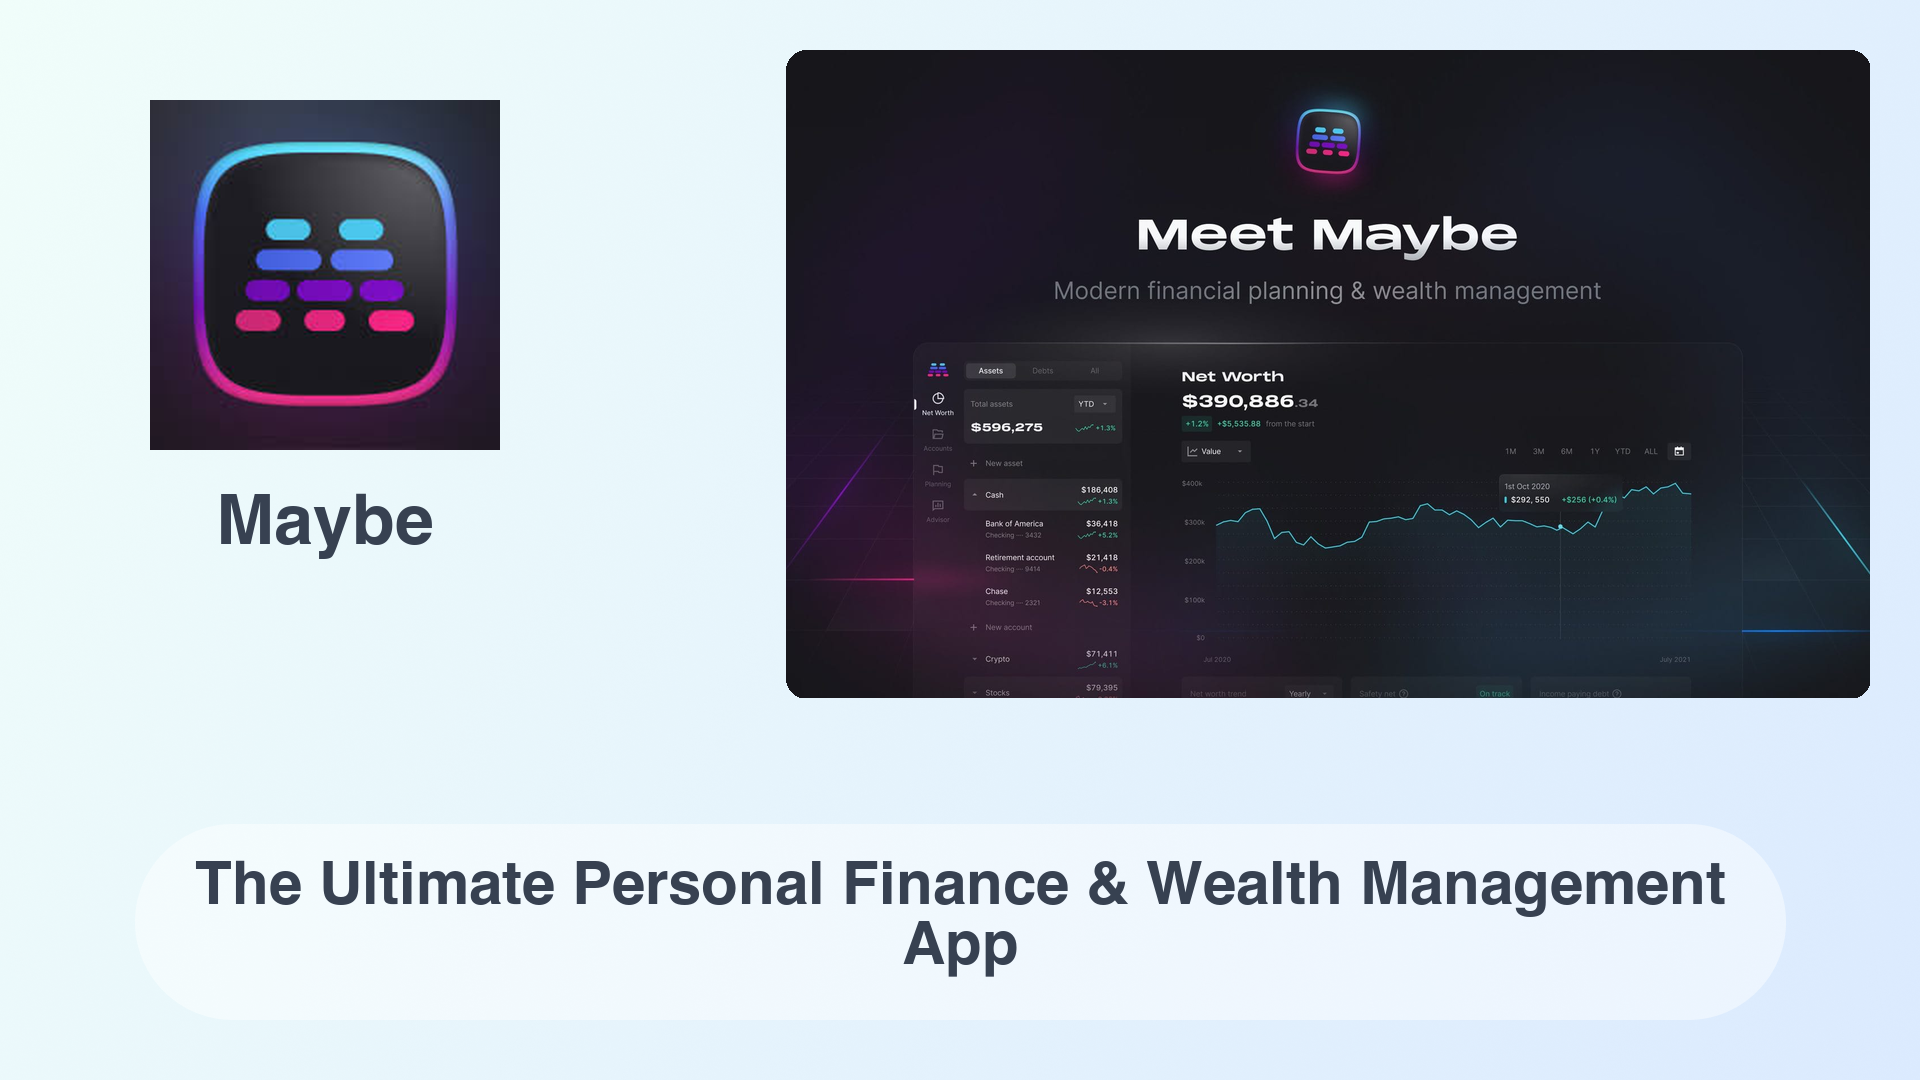 Maybe
Meet Maybe
Modern financial planning & wealth management
Assets Debts All
Total assets YTD
$596,275 +1.3%
+ New asset
Cash $186,408
+1.3%
Bank of America $36,418
Checking — 3432 +5.2%
Retirement account $21,418
Checking — 9414 -0.4%
Chase $12,553
Checking — 2321 -3.1%
+ New account
Crypto $71,411
+6.1%
Stocks $79,395
Net Worth
Accounts
Planning
Advisor
Net Worth
$390,886.34
+1.2% +$5,535.88 from the start
Value
1M 3M 6M 1Y YTD ALL
1st Oct 2020
$292, 550 +$256 (+0.4%)
$400k
$300k
$200k
$100k
$0
Jul 2020 July 2021
Net worth trend Yearly
Safety net On track
Income paying debt
The Ultimate Personal Finance & Wealth Management
App